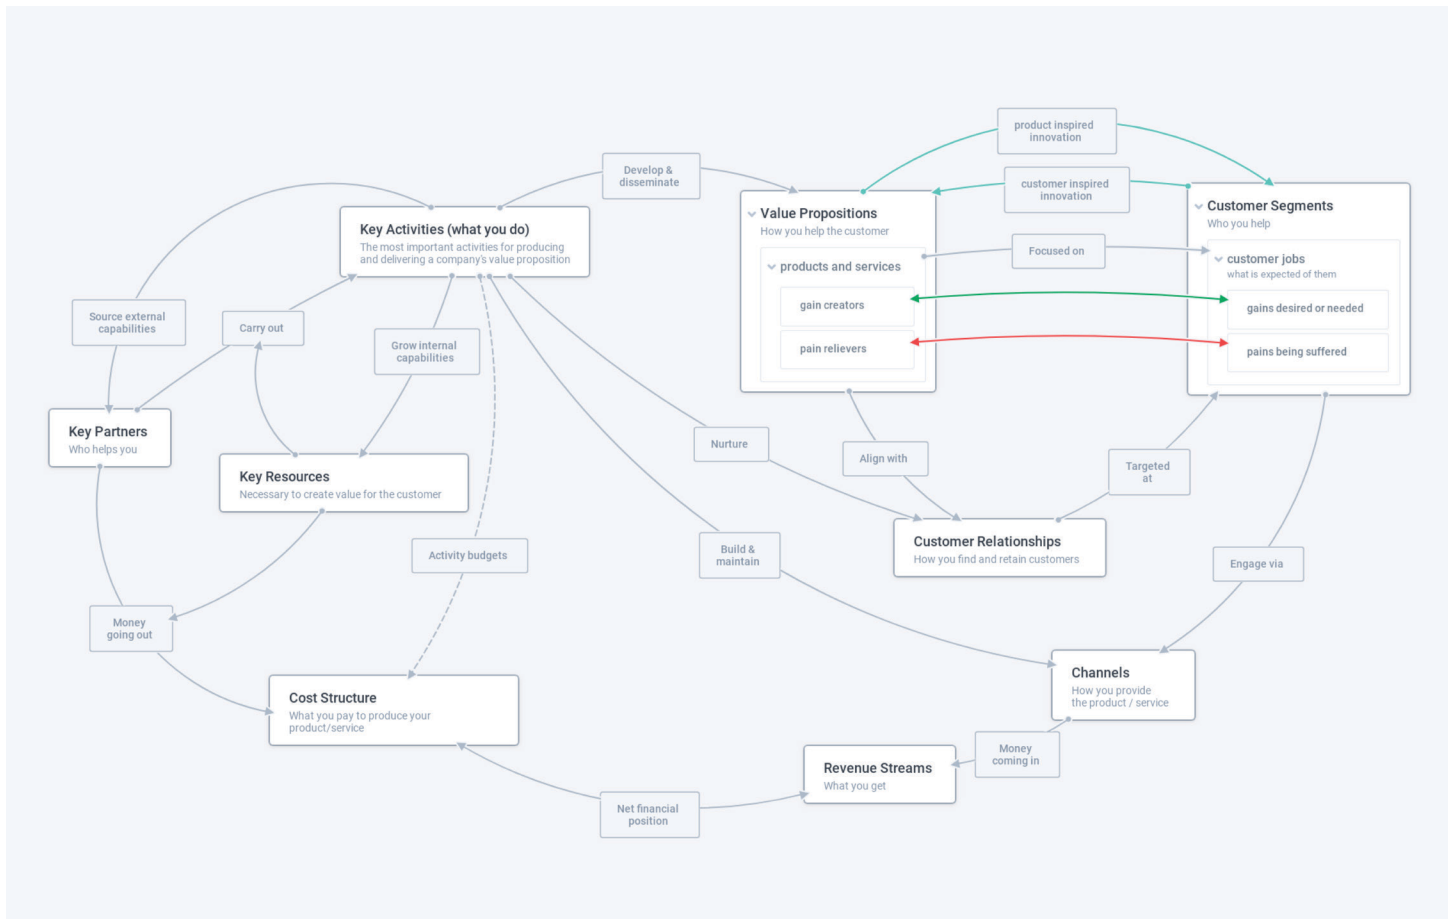 product inspired
innovation
Develop &
disseminate
customer inspired
innovation
Value Propositions
How you help the customer
Customer Segments
Who you help
Key Activities (what you do)
The most important activities for producing
and delivering a company's value proposition
Focused on
products and services
customer jobs
what is expected of them
gain creators
gains desired or needed
pain relievers
pains being suffered
Source external
capabilities
Carry out
Grow internal
capabilities
Key Partners
Who helps you
Nurture
Align with
Targeted
at
Key Resources
Necessary to create value for the customer
Customer Relationships
How you find and retain customers
Activity budgets
Build &
maintain
Engage via
Money
going out
Cost Structure
What you pay to produce your
product/service
Channels
How you provide
the product / service
Revenue Streams
What you get
Money
coming in
Net financial
position